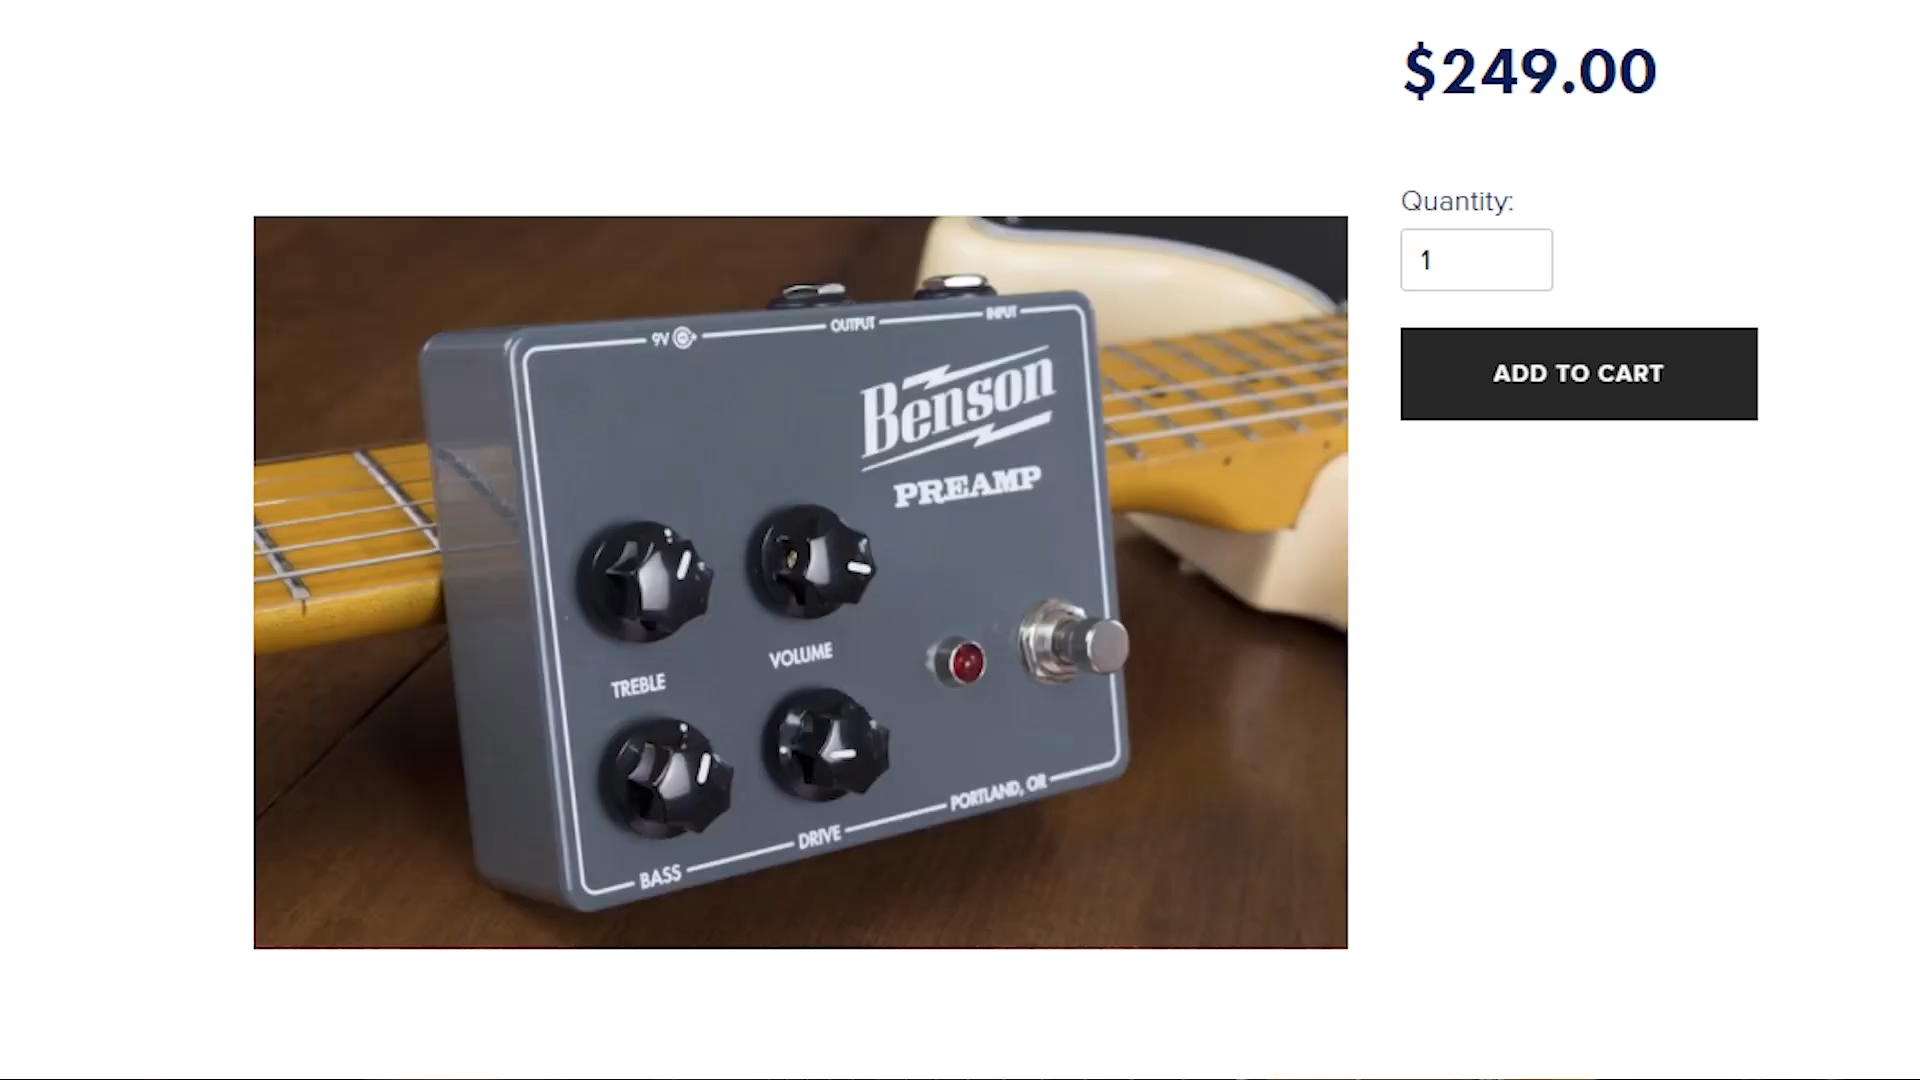 $249.00
Quantity:
1
ADD TO CART
9V
OUTPUT
INPUT
Benson
PREAMP
TREBLE
VOLUME
BASS
DRIVE
PORTLAND, OR